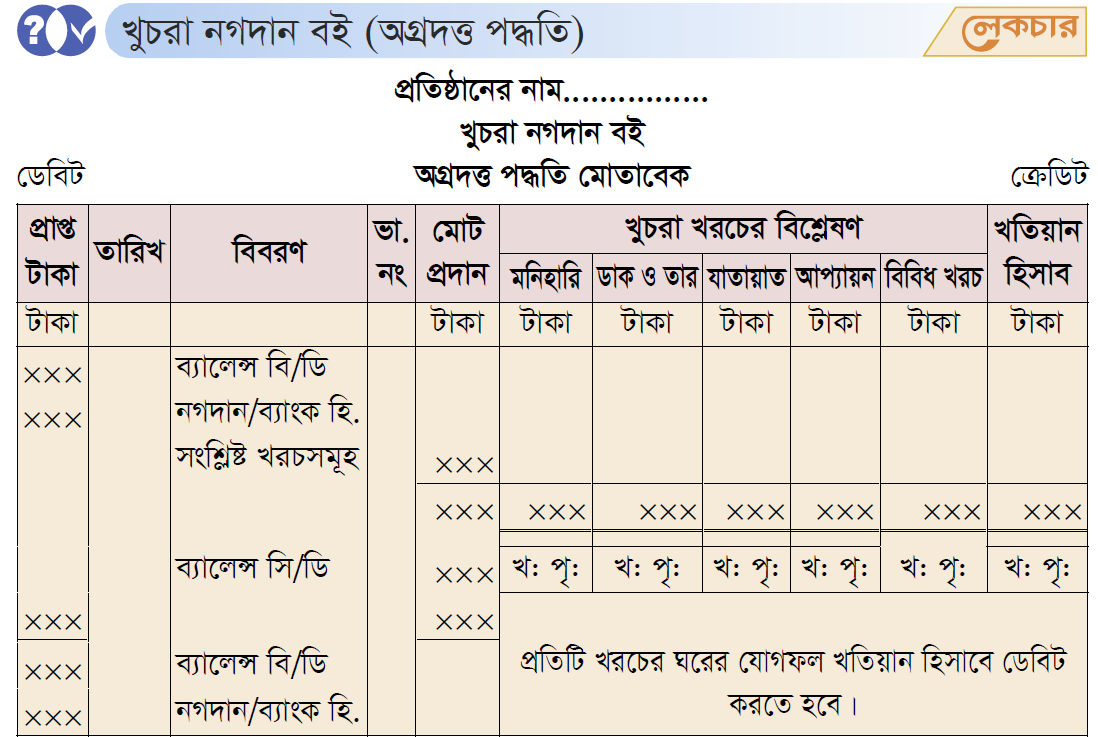 খুচরা নগদান বই (অগ্রদত্ত পদ্ধতি)
লেকচার
প্রতিষ্ঠানের নাম................
খুচরা নগদান বই
ডেবিট অগ্রদত্ত পদ্ধতি মোতাবেক ক্রেডিট
প্রাপ্ত টাকা তারিখ বিবরণ ভা. নং মোট প্রদান খুচরা খরচের বিশ্লেষণ খতিয়ান হিসাব
মনিহারি ডাক ও তার যাতায়াত আপ্যায়ন বিবিধ খরচ
টাকা টাকা টাকা টাকা টাকা টাকা টাকা টাকা
××× ব্যালেন্স বি/ডি
××× নগদান/ব্যাংক হি.
সংশ্লিষ্ট খরচসমূহ ×××
××× ××× ××× ××× ××× ××× ×××
ব্যালেন্স সি/ডি ××× খ: পৃ: খ: পৃ: খ: পৃ: খ: পৃ: খ: পৃ: খ: পৃ:
××× ×××
××× ব্যালেন্স বি/ডি
××× নগদান/ব্যাংক হি.
প্রতিটি খরচের ঘরের যোগফল খতিয়ান হিসাবে ডেবিট
করতে হবে।